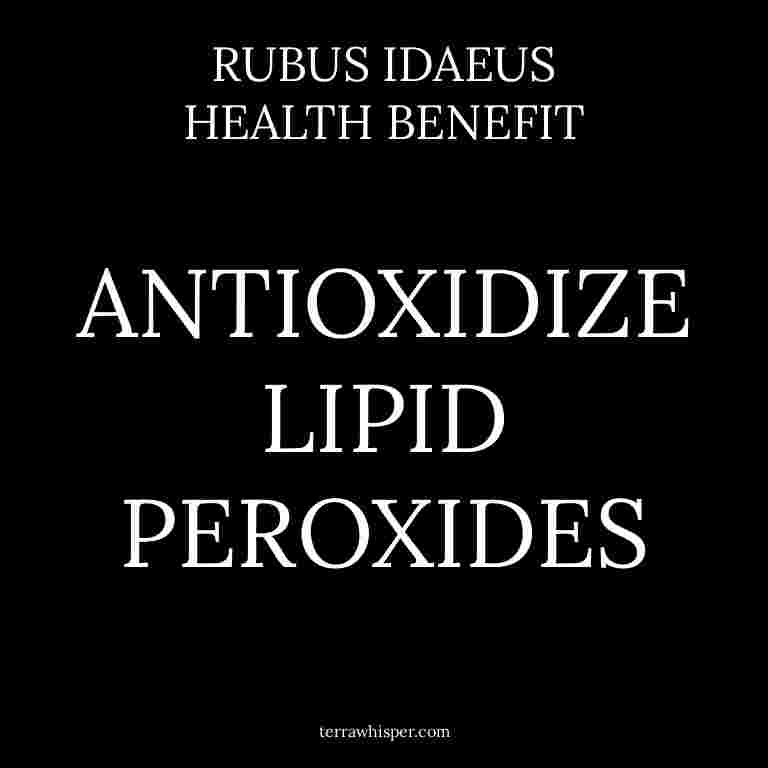 RUBUS IDAEUS
HEALTH BENEFIT
ANTIOXIDIZE
LIPID
PEROXIDES
terrawhisper.com